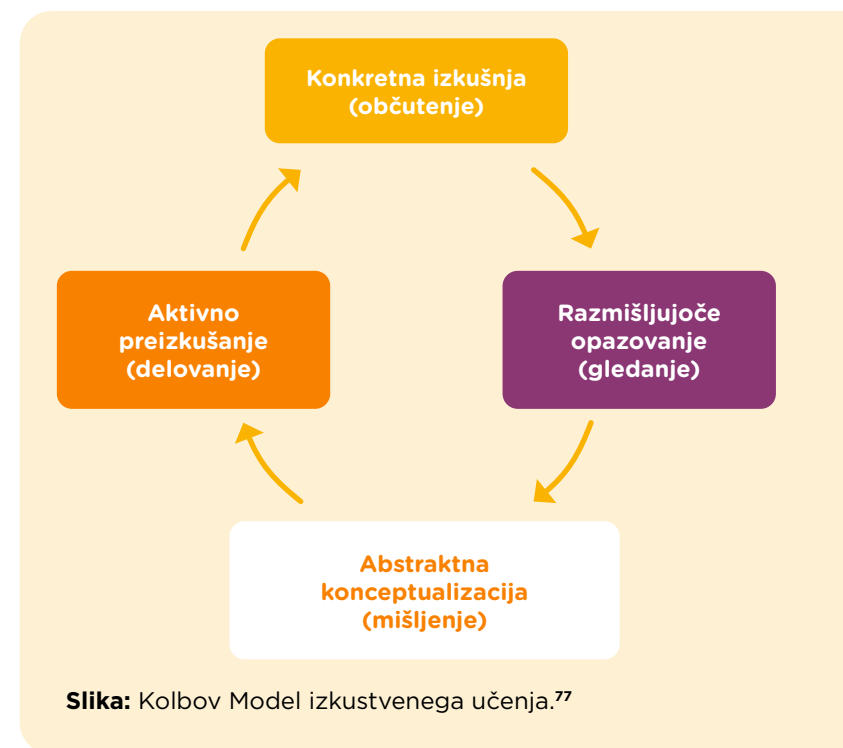 Konkretna izkušnja
(občutenje)
Aktivno
preizkušanje
(delovanje)
Razmišljujoče
opazovanje
(gledanje)
Abstraktna
konceptualizacija
(mišljenje)
Slika: Kolbov Model izkustvenega učenja.⁷⁷